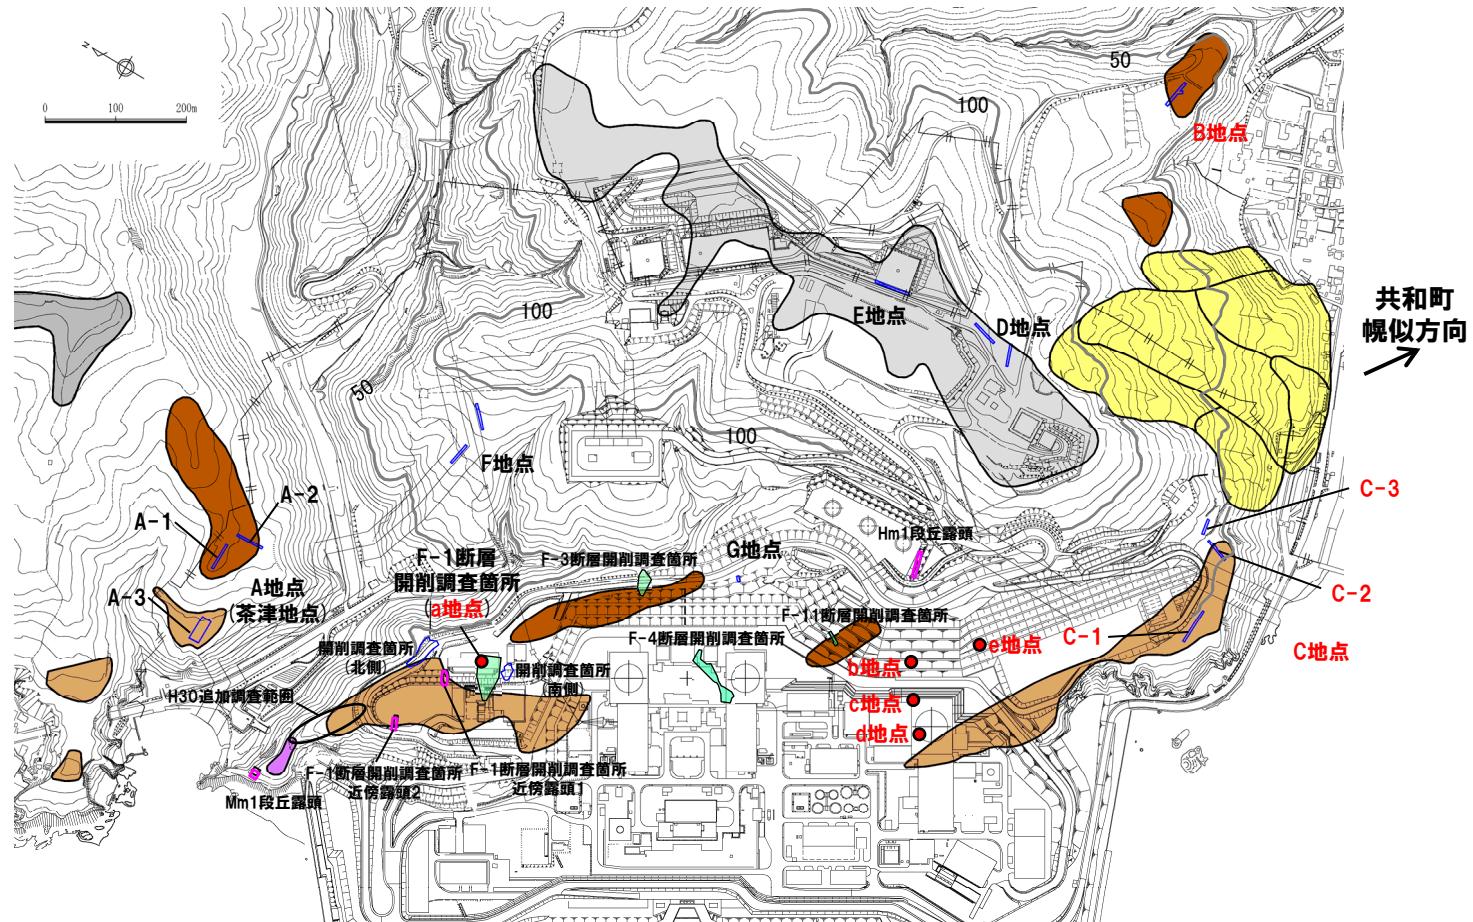 N
0 100 200m
50
100
B地点
共和町
幌似方向
E地点
D地点
100
50
100
F地点
A-2
A-1
C-3
F-1断層
開削調査箇所
(a地点)
F-3断層開削調査箇所
G地点
Hm1段丘露頭
A地点
(茶津地点)
A-3
C-2
F-11断層開削調査箇所
F-4断層開削調査箇所
C-1
e地点
C地点
開削調査箇所
(北側)
開削調査箇所
(南側)
b地点
H30追加調査範囲
c地点
d地点
F-1断層開削調査箇所
近傍露頭2
F-1断層開削調査箇所
近傍露頭1
Mm1段丘露頭